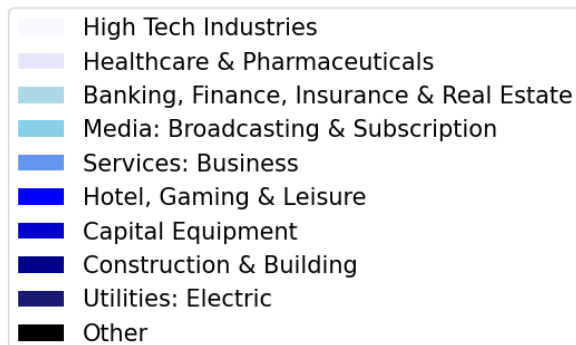 High Tech Industries
Healthcare & Pharmaceuticals
Banking, Finance, Insurance & Real Estate
Media: Broadcasting & Subscription
Services: Business
Hotel, Gaming & Leisure
Capital Equipment
Construction & Building
Utilities: Electric
Other